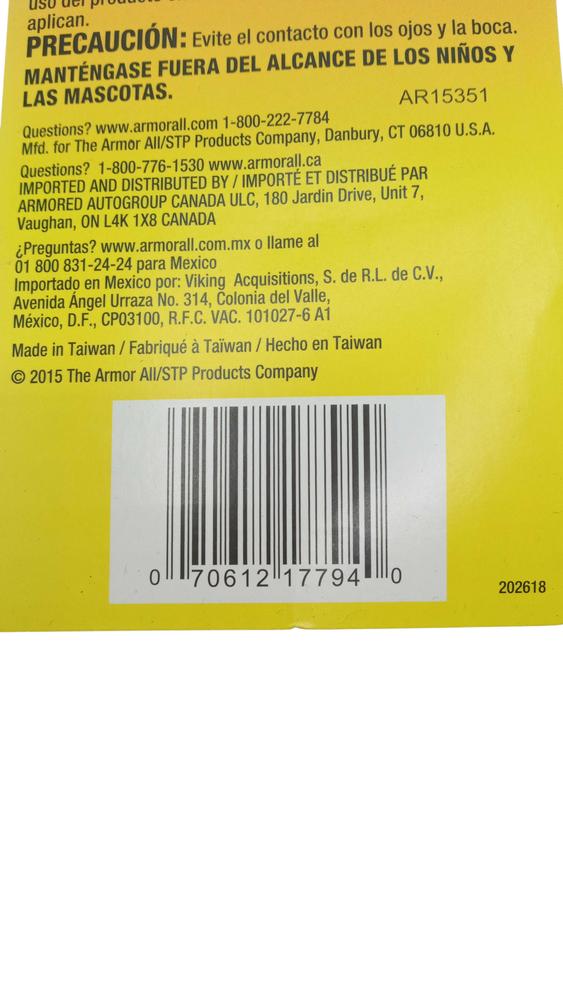 uso del producto
aplican.
PRECAUCIÓN: Evite el contacto con los ojos y la boca.
MANTÉNGASE FUERA DEL ALCANCE DE LOS NIÑOS Y
LAS MASCOTAS.
AR15351
Questions? www.armorall.com 1-800-222-7784
Mfd. for The Armor All/STP Products Company, Danbury, CT 06810 U.S.A.
Questions? 1-800-776-1530 www.armorall.ca
IMPORTED AND DISTRIBUTED BY / IMPORTÉ ET DISTRIBUÉ PAR
ARMORED AUTOGROUP CANADA ULC, 180 Jardin Drive, Unit 7,
Vaughan, ON L4K 1X8 CANADA
¿Preguntas? www.armorall.com.mx o llame al
01 800 831-24-24 para Mexico
Importado en Mexico por: Viking Acquisitions, S. de R.L. de C.V.,
Avenida Ángel Urraza No. 314, Colonia del Valle,
México, D.F., CP03100, R.F.C. VAC. 101027-6 A1
Made in Taiwan / Fabriqué à Taïwan / Hecho en Taiwan
© 2015 The Armor All/STP Products Company
0 70612 17794 0
202618